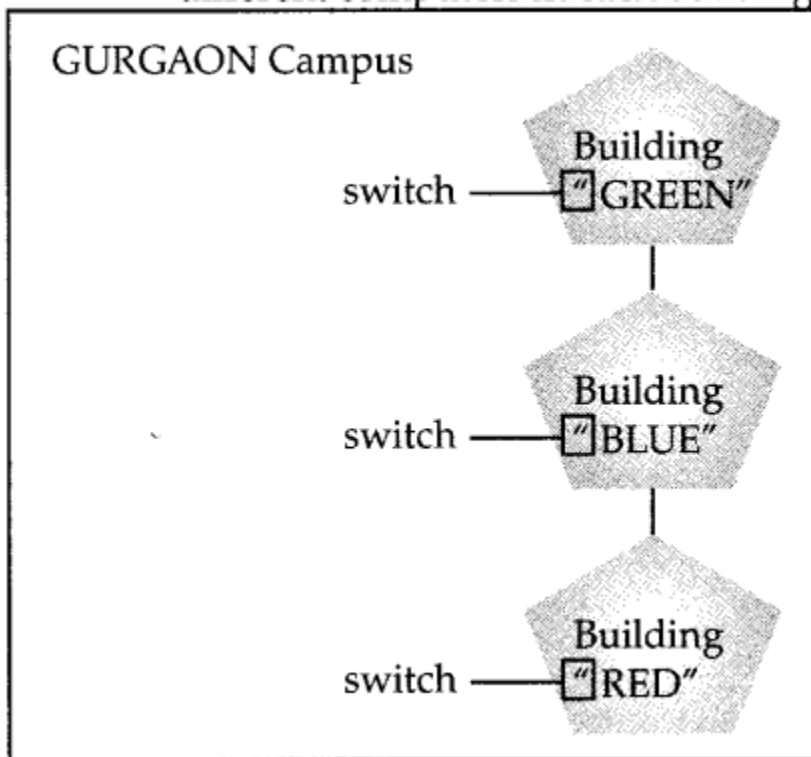 GURGAON Campus
Building
switch “GREEN”
Building
switch “BLUE”
Building
switch “RED”